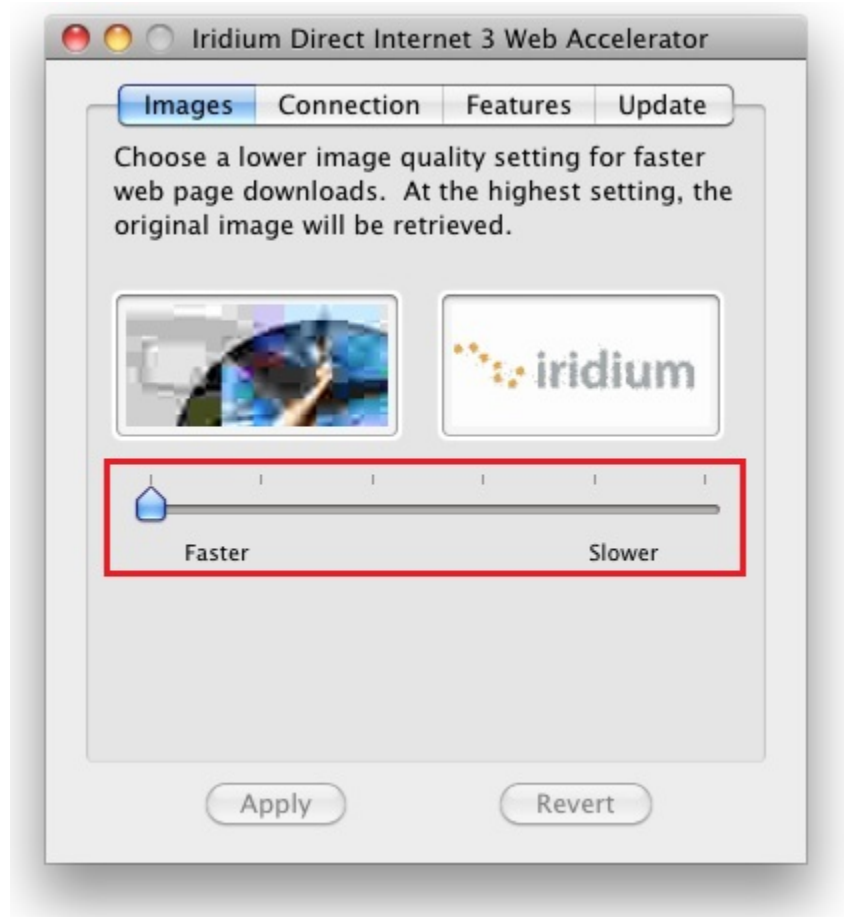 Iridium Direct Internet 3 Web Accelerator
Images Connection Features Update
Choose a lower image quality setting for faster
web page downloads. At the highest setting, the
original image will be retrieved.
iridium
Faster Slower
Apply Revert